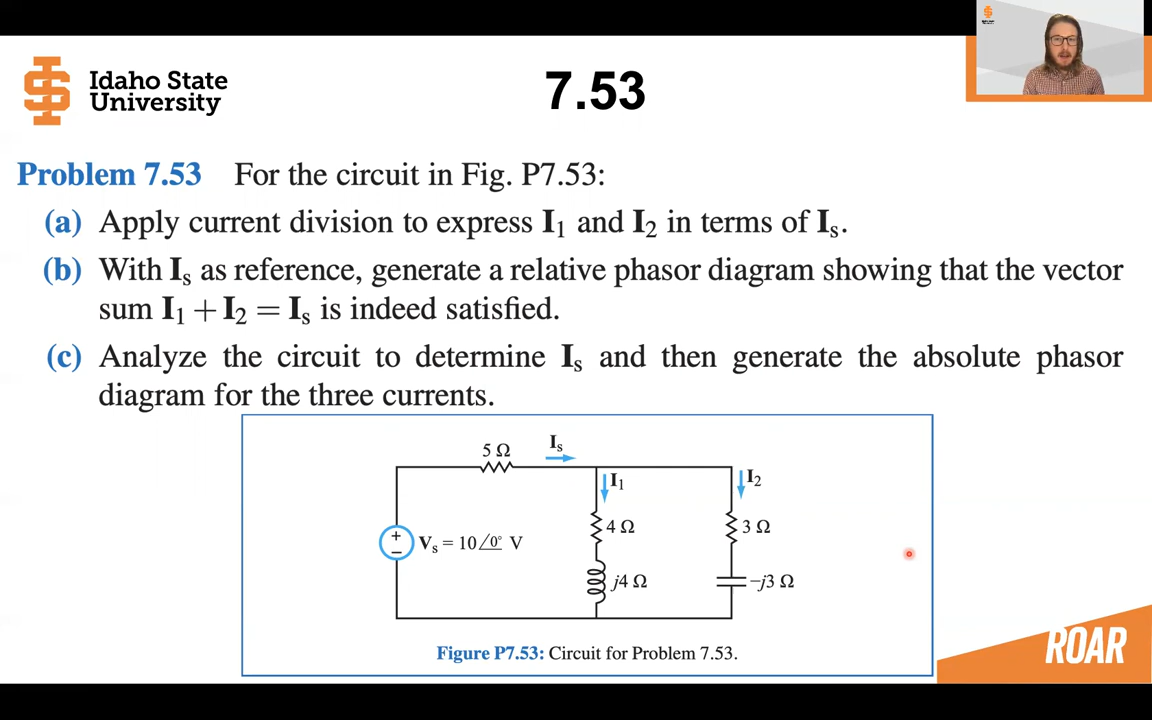 Idaho State
University
7.53
Problem 7.53 For the circuit in Fig. P7.53:
(a) Apply current division to express I₁ and I₂ in terms of Iₛ.
(b) With Iₛ as reference, generate a relative phasor diagram showing that the vector
sum I₁ + I₂ = Iₛ is indeed satisfied.
(c) Analyze the circuit to determine Iₛ and then generate the absolute phasor
diagram for the three currents.
5 Ω
Iₛ
I₁
I₂
4 Ω
3 Ω
+
−
Vₛ = 10∠0° V
j4 Ω
−j3 Ω
Figure P7.53: Circuit for Problem 7.53.
ROAR